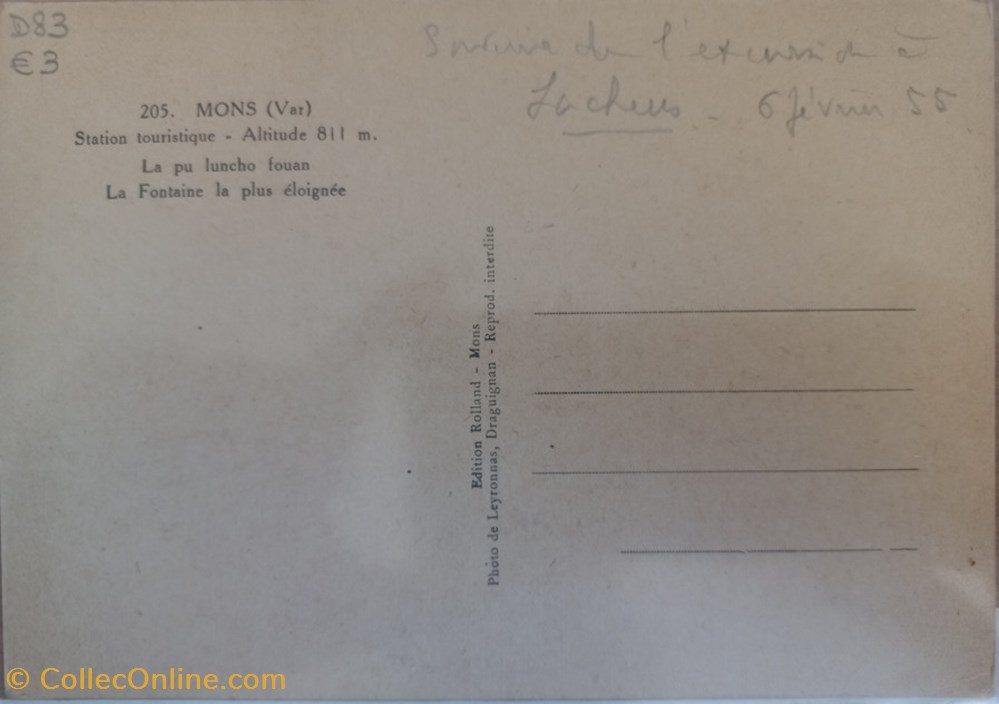 D83
€3
Souvenir de l'excursion à
Lachens - 6 février 55
205. MONS (Var)
Station touristique - Altitude 811 m.
La pu luncho fouan
La Fontaine la plus éloignée
Edition Rolland - Mons
Photo de Leyronnas, Draguignan - Reprod. interdite
© CollecOnline.com